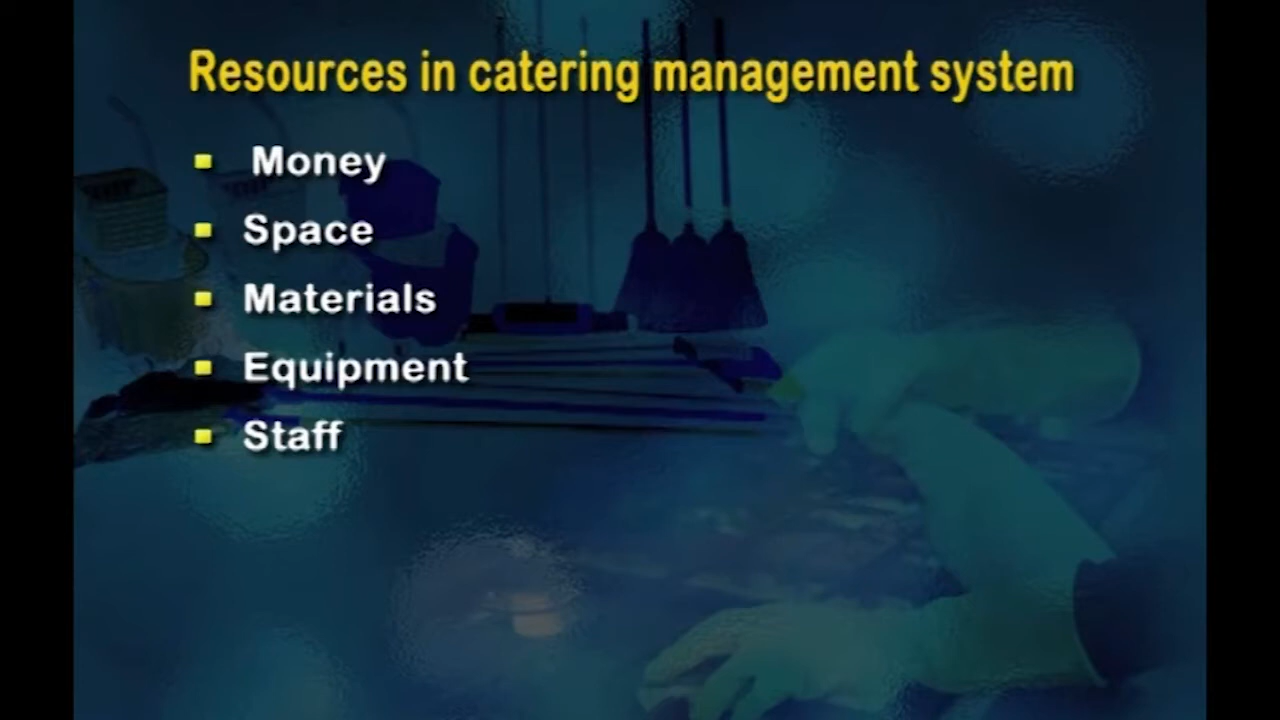 Resources in catering management system
Money
Space
Materials
Equipment
Staff